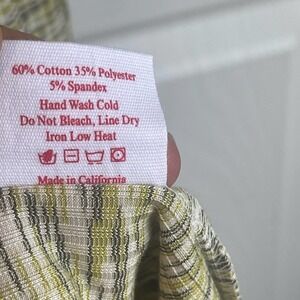 60% Cotton 35% Polyester
5% Spandex
Hand Wash Cold
Do Not Bleach, Line Dry
Iron Low Heat
Made in California